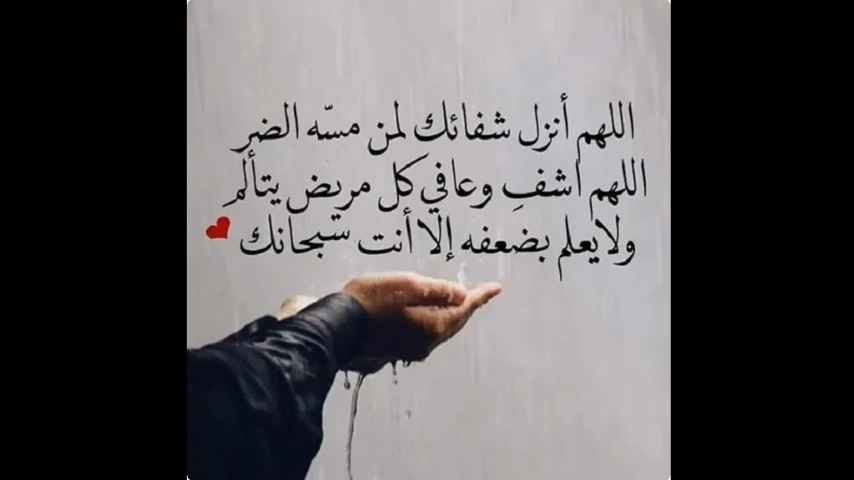 اللهم أنزل شفائك لمن مسّه الضر
اللهم اشفِ وعافي كل مريض يتألم
ولايعلم بضعفه إلا أنت سبحانك